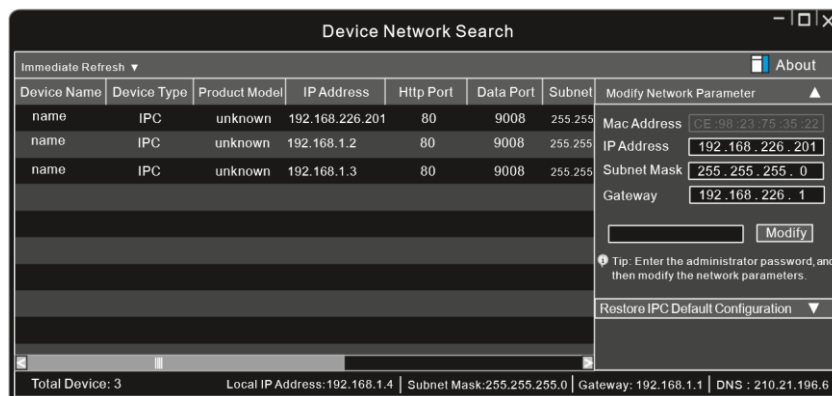 Device Network Search
Immediate Refresh ▼
About
Device Name Device Type Product Model IP Address Http Port Data Port Subnet
name IPC unknown 192.168.226.201 80 9008 255.255
name IPC unknown 192.168.1.2 80 9008 255.255
name IPC unknown 192.168.1.3 80 9008 255.255
Modify Network Parameter ▲
Mac Address CE:98:23:75:35:22
IP Address 192.168.226.201
Subnet Mask 255.255.255.0
Gateway 192.168.226.1
Modify
Tip: Enter the administrator password, and
then modify the network parameters.
Restore IPC Default Configuration ▼
Total Device: 3 Local IP Address:192.168.1.4 Subnet Mask:255.255.255.0 Gateway: 192.168.1.1 DNS : 210.21.196.6